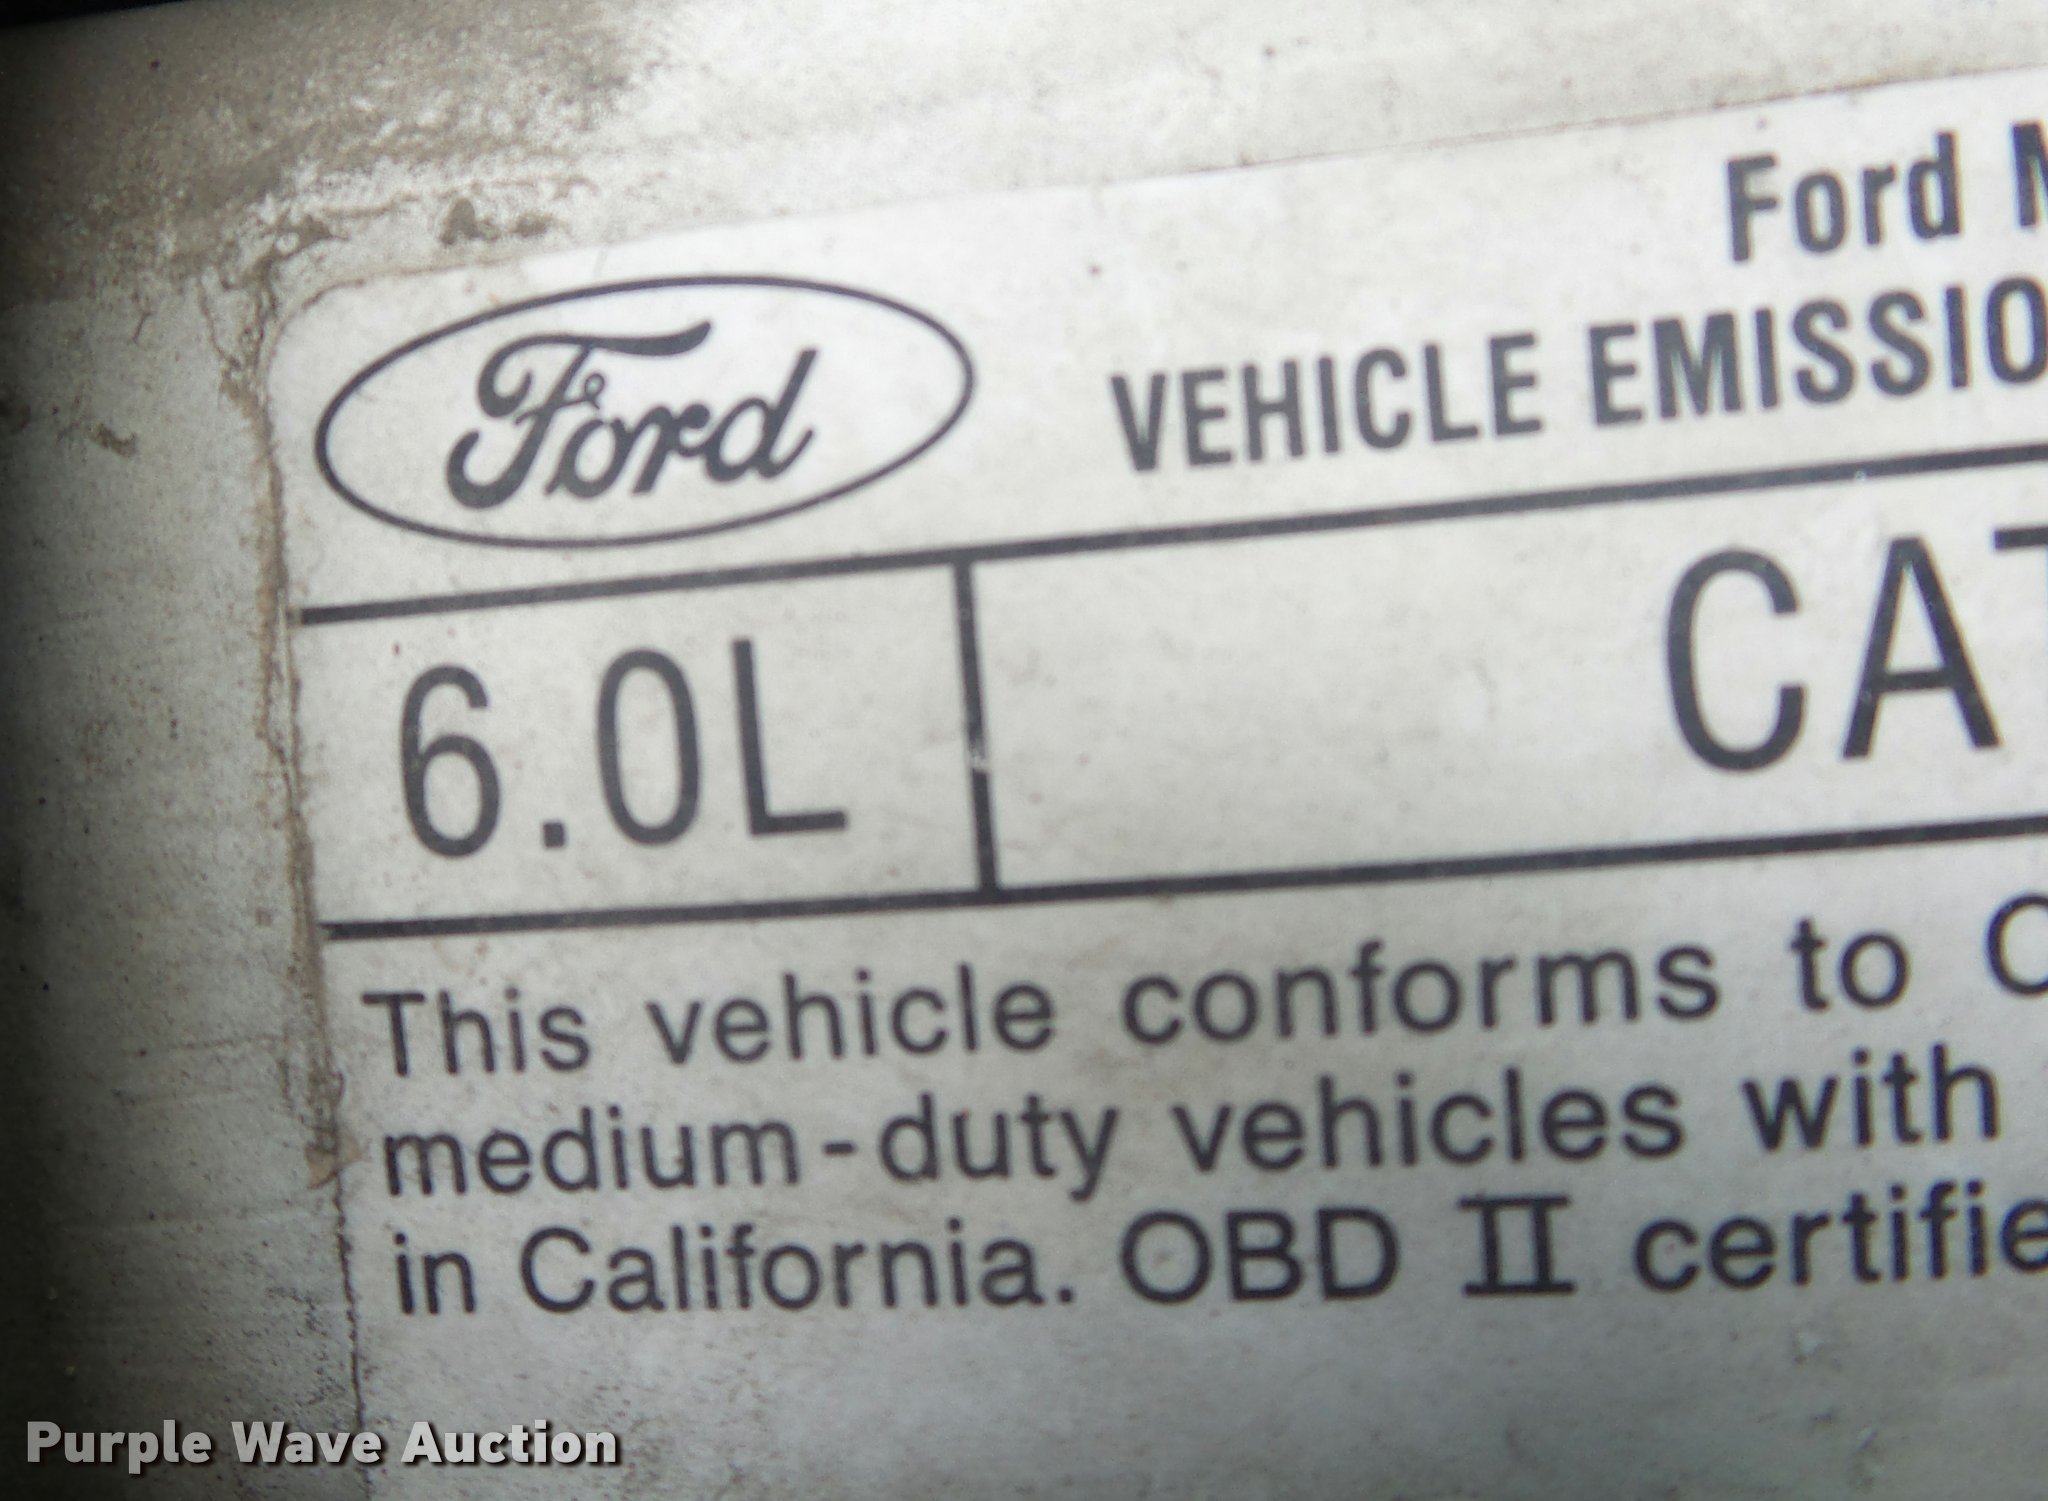 Ford M
Ford
VEHICLE EMISSIO
6.0L
CAT
This vehicle conforms to C
medium-duty vehicles with
in California. OBD II certifie
Purple Wave Auction